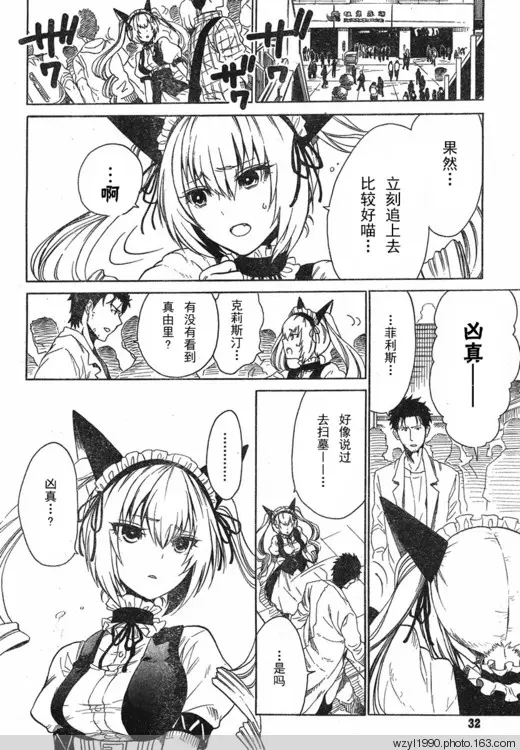 ザワ
ザワ
果然…
立刻追上去
比较好喵…
…啊
凶真——
…菲利斯
克莉斯汀…
有没有看到
真由里?
好像说过
去扫墓——…
…是吗
………
凶真…?
32
wzyl1990.photo.163.com